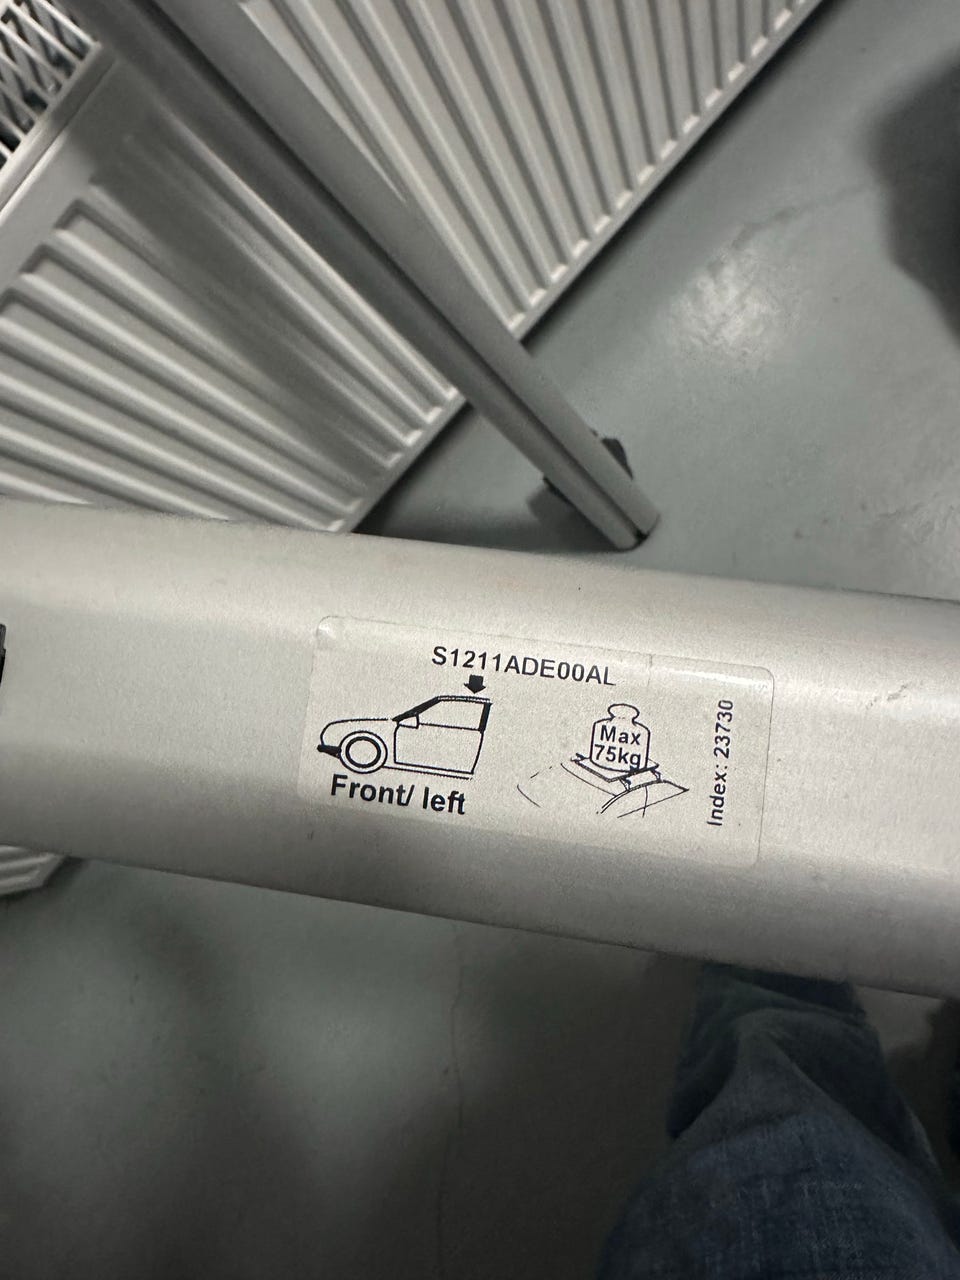 S1211ADE00AL
Max
75kg
Front/ left
Index: 23730